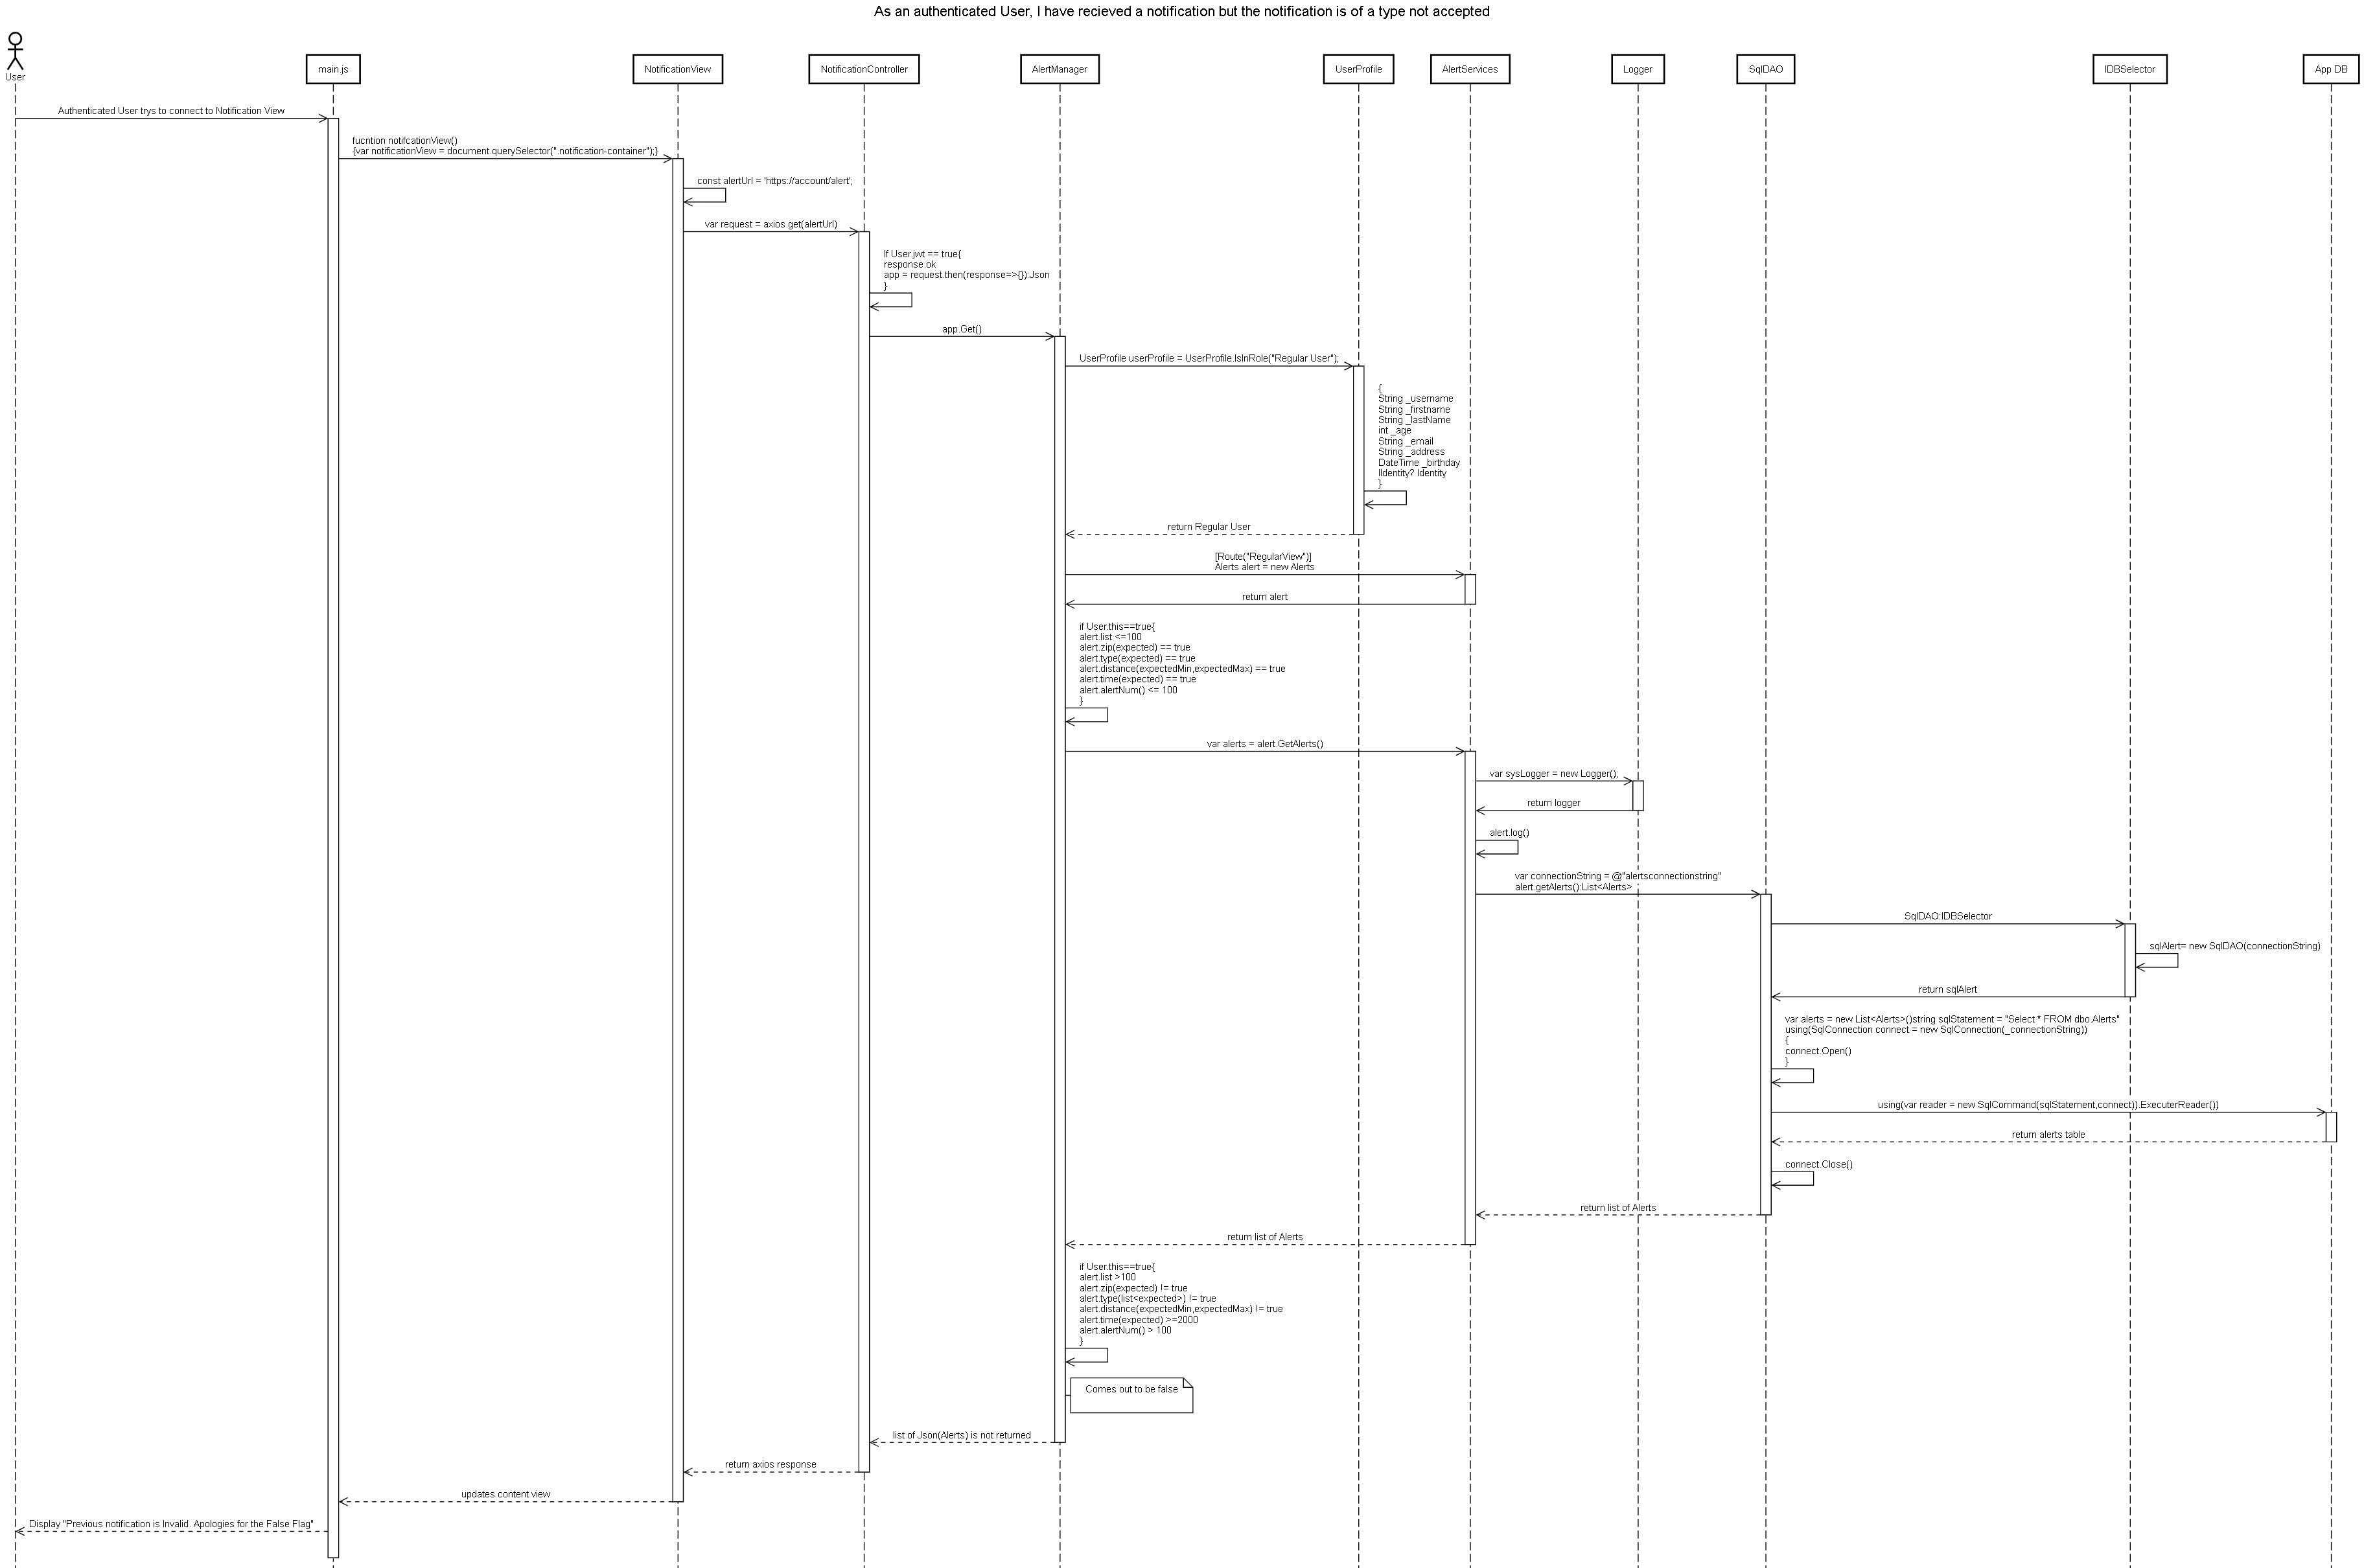 As an authenticated User, I have recieved a notification but the notification is of a type not accepted
User
main.js
NotificationView
NotificationController
AlertManager
UserProfile
AlertServices
Logger
SqlDAO
IDBSelector
App DB
Authenticated User trys to connect to Notification View
fucntion notifcationView()
{var notificationView = document.querySelector(".notification-container");}
const alertUrl = 'https://account/alert';
var request = axios.get(alertUrl)
If User.jwt == true{
response.ok
app = request.then(response=>{}):Json
}
app.Get()
UserProfile userProfile = UserProfile.IsInRole("Regular User");
{
String _username
String _firstname
String _lastName
int _age
String _email
String _address
DateTime _birthday
IIdentity? Identity
}
return Regular User
[Route("RegularView")]
Alerts alert = new Alerts
return alert
if User.this==true{
alert.list <=100
alert.zip(expected) == true
alert.type(expected) == true
alert.distance(expectedMin,expectedMax) == true
alert.time(expected) == true
alert.alertNum() <= 100
}
var alerts = alert.GetAlerts()
var sysLogger = new Logger();
return logger
alert.log()
var connectionString = @"alertsconnectionstring"
alert.getAlerts():List<Alerts>
SqlDAO:IDBSelector
sqlAlert= new SqlDAO(connectionString)
return sqlAlert
var alerts = new List<Alerts>()string sqlStatement = "Select * FROM dbo.Alerts"
using(SqlConnection connect = new SqlConnection(_connectionString))
{
connect.Open()
}
using(var reader = new SqlCommand(sqlStatement,connect)).ExecuterReader())
return alerts table
connect.Close()
return list of Alerts
return list of Alerts
if User.this==true{
alert.list >100
alert.zip(expected) != true
alert.type(list<expected>) != true
alert.distance(expectedMin,expectedMax) != true
alert.time(expected) >=2000
alert.alertNum() > 100
}
Comes out to be false
list of Json(Alerts) is not returned
return axios response
updates content view
Display "Previous notification is Invalid. Apologies for the False Flag"